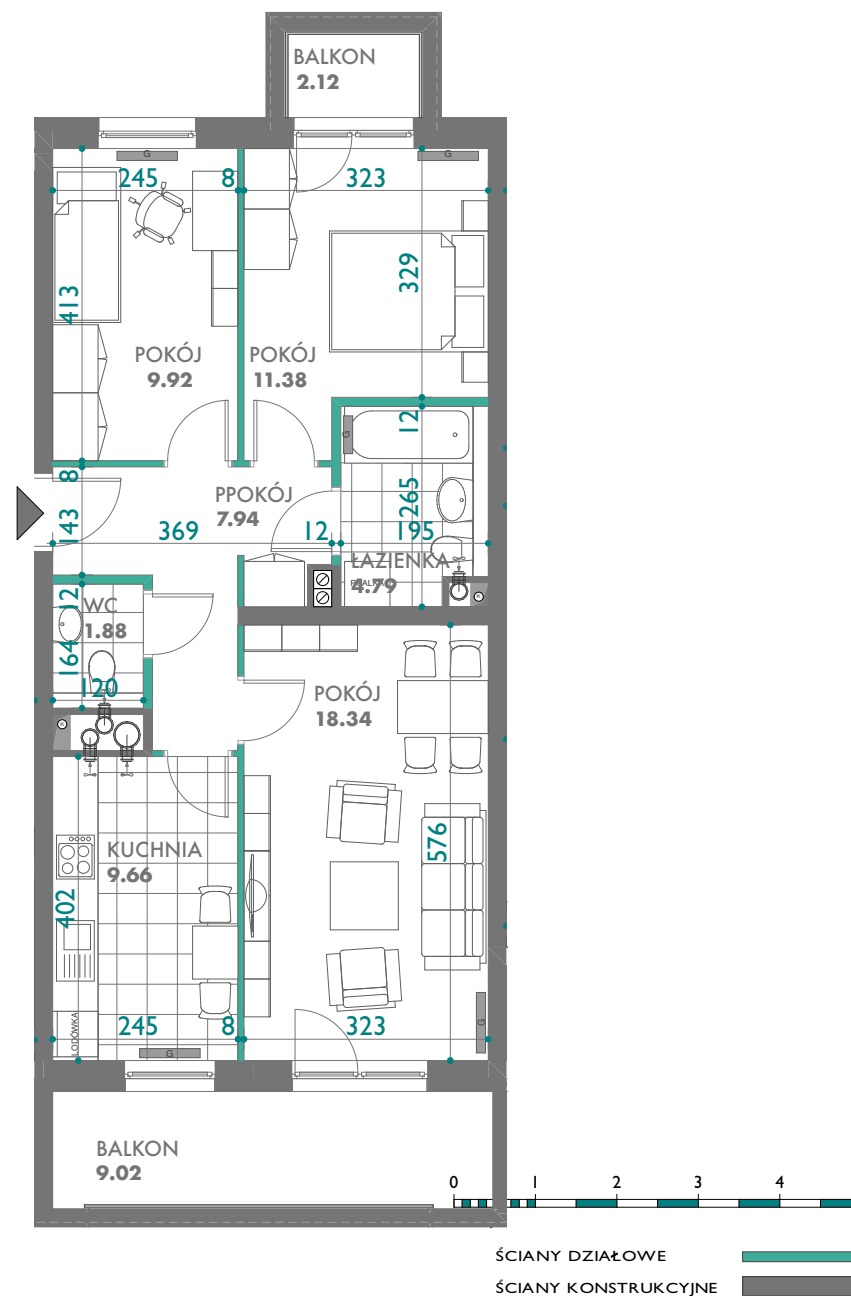 BALKON
2.12
G
G
245
8
323
413
329
POKÓJ
9.92
POKÓJ
11.38
12
G
8
PPOKÓJ
7.94
265
143
369
12
195
ŁAZIENKA
4.79
12
WC
1.88
K
164
120
K
POKÓJ
18.34
576
KUCHNIA
9.66
402
LODÓWKA
245
8
323
G
G
BALKON
9.02
0 1 2 3 4
ŚCIANY DZIAŁOWE
ŚCIANY KONSTRUKCYJNE